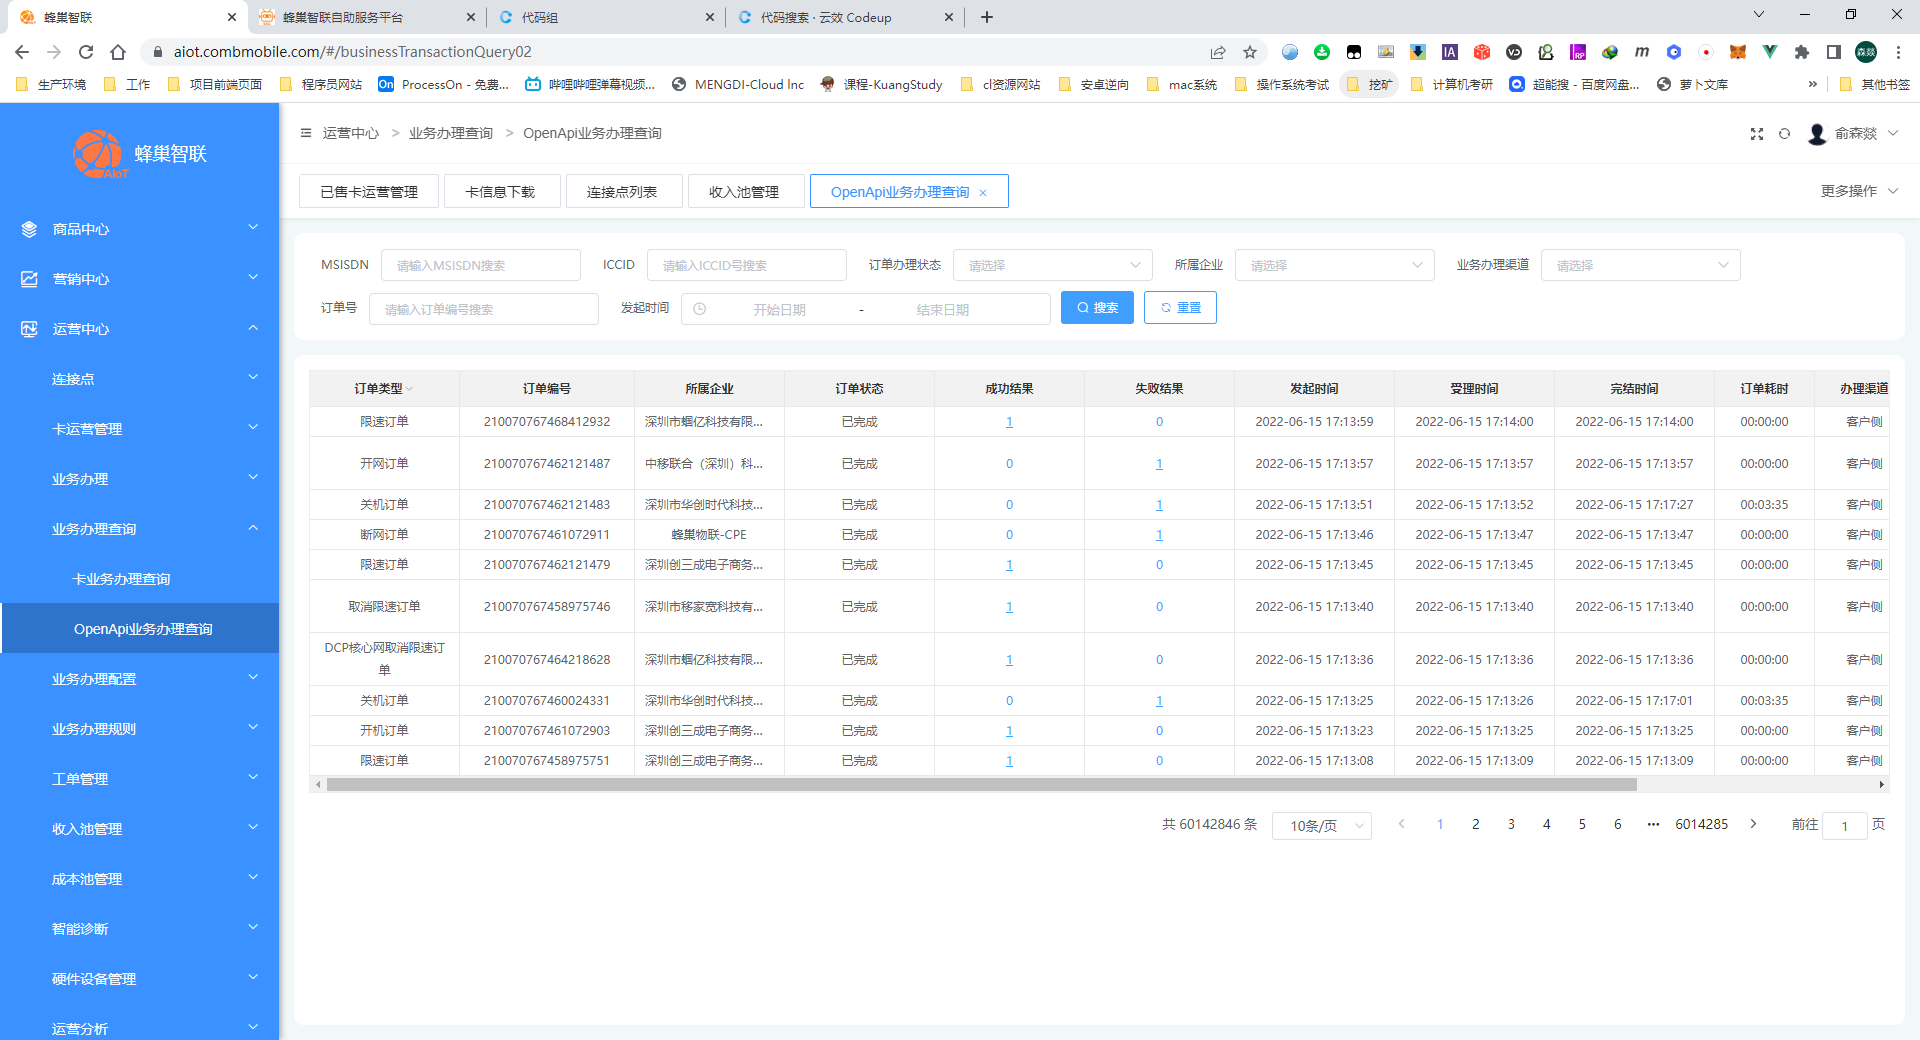 蜂巢智联
蜂巢智联自助服务平台
代码组
代码搜索 · 云效 Codeup
aiot.combmobile.com/#/businessTransactionQuery02
生产环境 工作 项目前端页面 程序员网站 ProcessOn - 免费... 哔哩哔哩弹幕视频... MENGDI-Cloud Inc 课程-KuangStudy cl资源网站 安卓逆向 mac系统 操作系统考试 挖矿 计算机考研 超能搜 - 百度网盘... 萝卜文库 » 其他书签
蜂巢智联
AIoT
商品中心
营销中心
运营中心
连接点
卡运营管理
业务办理
业务办理查询
卡业务办理查询
OpenApi业务办理查询
业务办理配置
业务办理规则
工单管理
收入池管理
成本池管理
智能诊断
硬件设备管理
运营分析
运营中心 > 业务办理查询 > OpenApi业务办理查询
俞森燚
已售卡运营管理 卡信息下载 连接点列表 收入池管理 OpenApi业务办理查询 ×
更多操作
MSISDN 请输入MSISDN搜索 ICCID 请输入ICCID号搜索 订单办理状态 请选择 所属企业 请选择 业务办理渠道 请选择
订单号 请输入订单编号搜索 发起时间 开始日期 - 结束日期 搜索 重置
订单类型 订单编号 所属企业 订单状态 成功结果 失败结果 发起时间 受理时间 完结时间 订单耗时 办理渠道
限速订单 210070767468412932 深圳市蝈亿科技有限... 已完成 1 0 2022-06-15 17:13:59 2022-06-15 17:14:00 2022-06-15 17:14:00 00:00:00 客户侧
开网订单 210070767462121487 中移联合（深圳）科... 已完成 0 1 2022-06-15 17:13:57 2022-06-15 17:13:57 2022-06-15 17:13:57 00:00:00 客户侧
关机订单 210070767462121483 深圳市华创时代科技... 已完成 0 1 2022-06-15 17:13:51 2022-06-15 17:13:52 2022-06-15 17:17:27 00:03:35 客户侧
断网订单 210070767461072911 蜂巢物联-CPE 已完成 0 1 2022-06-15 17:13:46 2022-06-15 17:13:47 2022-06-15 17:13:47 00:00:00 客户侧
限速订单 210070767462121479 深圳创三成电子商务... 已完成 1 0 2022-06-15 17:13:45 2022-06-15 17:13:45 2022-06-15 17:13:45 00:00:00 客户侧
取消限速订单 210070767458975746 深圳市移家宽科技有... 已完成 1 0 2022-06-15 17:13:40 2022-06-15 17:13:40 2022-06-15 17:13:40 00:00:00 客户侧
DCP核心网取消限速订
单 210070767464218628 深圳市蝈亿科技有限... 已完成 1 0 2022-06-15 17:13:36 2022-06-15 17:13:36 2022-06-15 17:13:36 00:00:00 客户侧
关机订单 210070767460024331 深圳市华创时代科技... 已完成 0 1 2022-06-15 17:13:25 2022-06-15 17:13:26 2022-06-15 17:17:01 00:03:35 客户侧
开机订单 210070767461072903 深圳创三成电子商务... 已完成 1 0 2022-06-15 17:13:23 2022-06-15 17:13:25 2022-06-15 17:13:25 00:00:00 客户侧
限速订单 210070767458975751 深圳创三成电子商务... 已完成 1 0 2022-06-15 17:13:08 2022-06-15 17:13:09 2022-06-15 17:13:09 00:00:00 客户侧
共 60142846 条 10条/页 1 2 3 4 5 6 ••• 6014285 前往 1 页